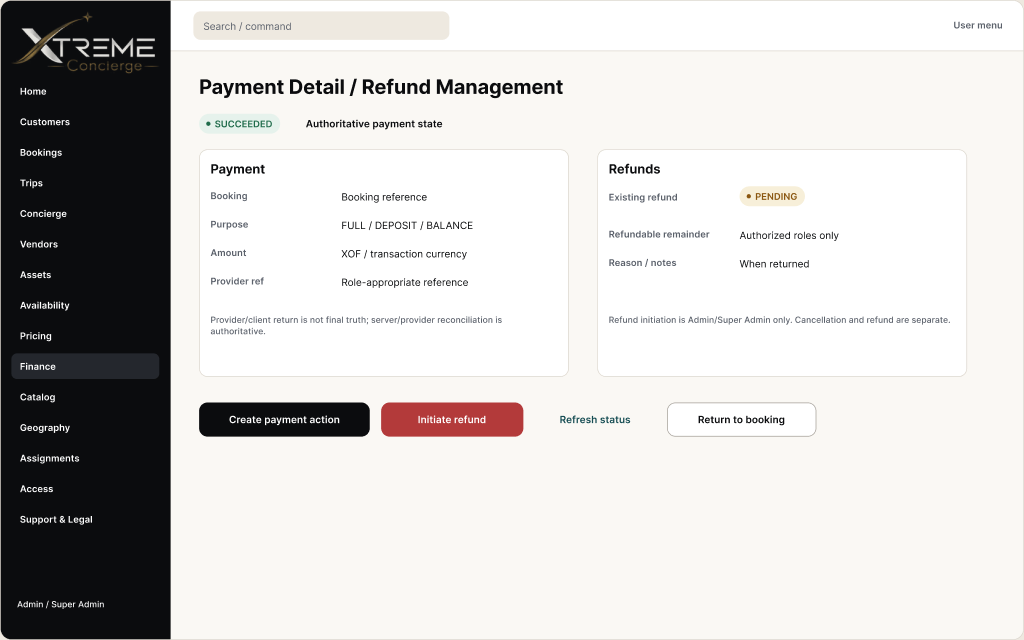 XTREME
Concierge
Home
Customers
Bookings
Trips
Concierge
Vendors
Assets
Availability
Pricing
Finance
Catalog
Geography
Assignments
Access
Support & Legal
Admin / Super Admin
Search / command
User menu
Payment Detail / Refund Management
SUCCEEDED
Authoritative payment state
Payment
Booking
Booking reference
Purpose
FULL / DEPOSIT / BALANCE
Amount
XOF / transaction currency
Provider ref
Role-appropriate reference
Provider/client return is not final truth; server/provider reconciliation is
authoritative.
Refunds
Existing refund
PENDING
Refundable remainder
Authorized roles only
Reason / notes
When returned
Refund initiation is Admin/Super Admin only. Cancellation and refund are separate.
Create payment action
Initiate refund
Refresh status
Return to booking